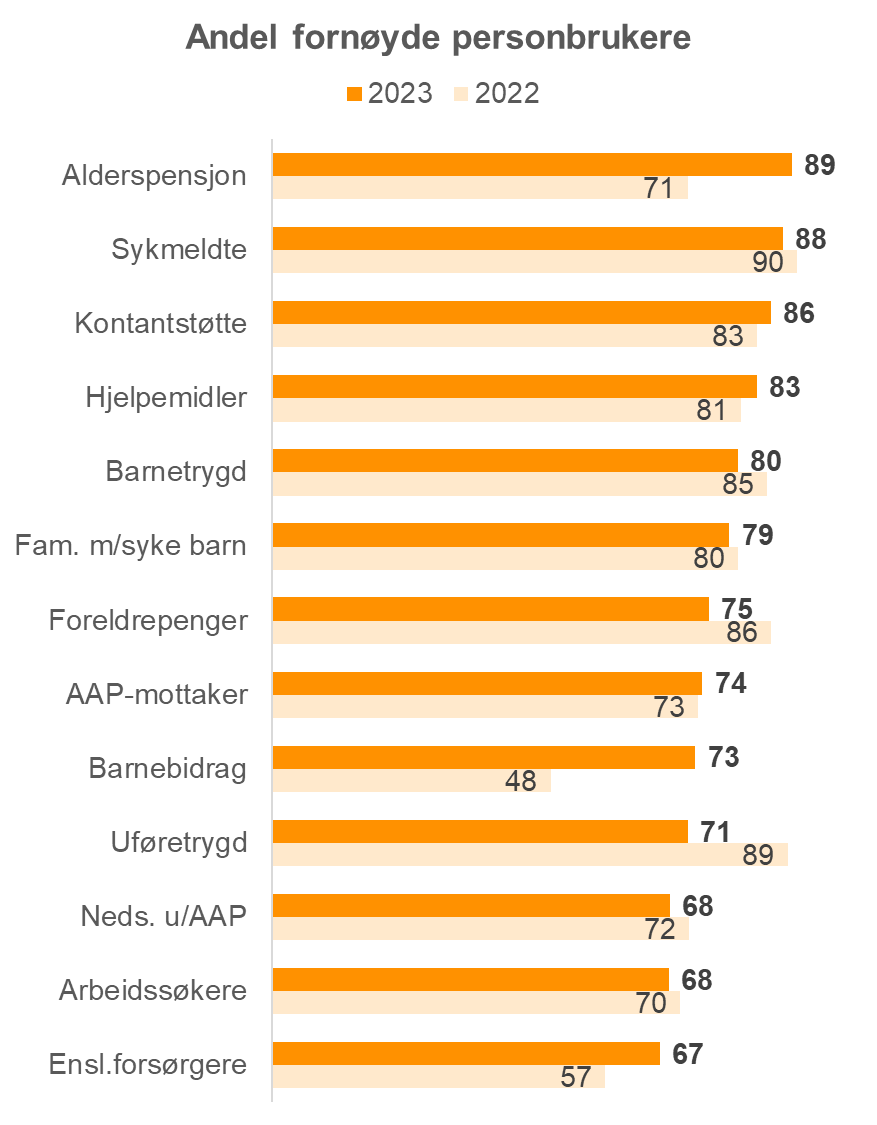 Andel fornøyde personbrukere
2023 2022
Alderspensjon 89
71
Sykmeldte 88
90
Kontantstøtte 86
83
Hjelpemidler 83
81
Barnetrygd 80
85
Fam. m/syke barn 79
80
Foreldrepenger 75
86
AAP-mottaker 74
73
Barnebidrag 73
48
Uføretrygd 71
89
Neds. u/AAP 68
72
Arbeidssøkere 68
70
Ensl.forsørgere 67
57